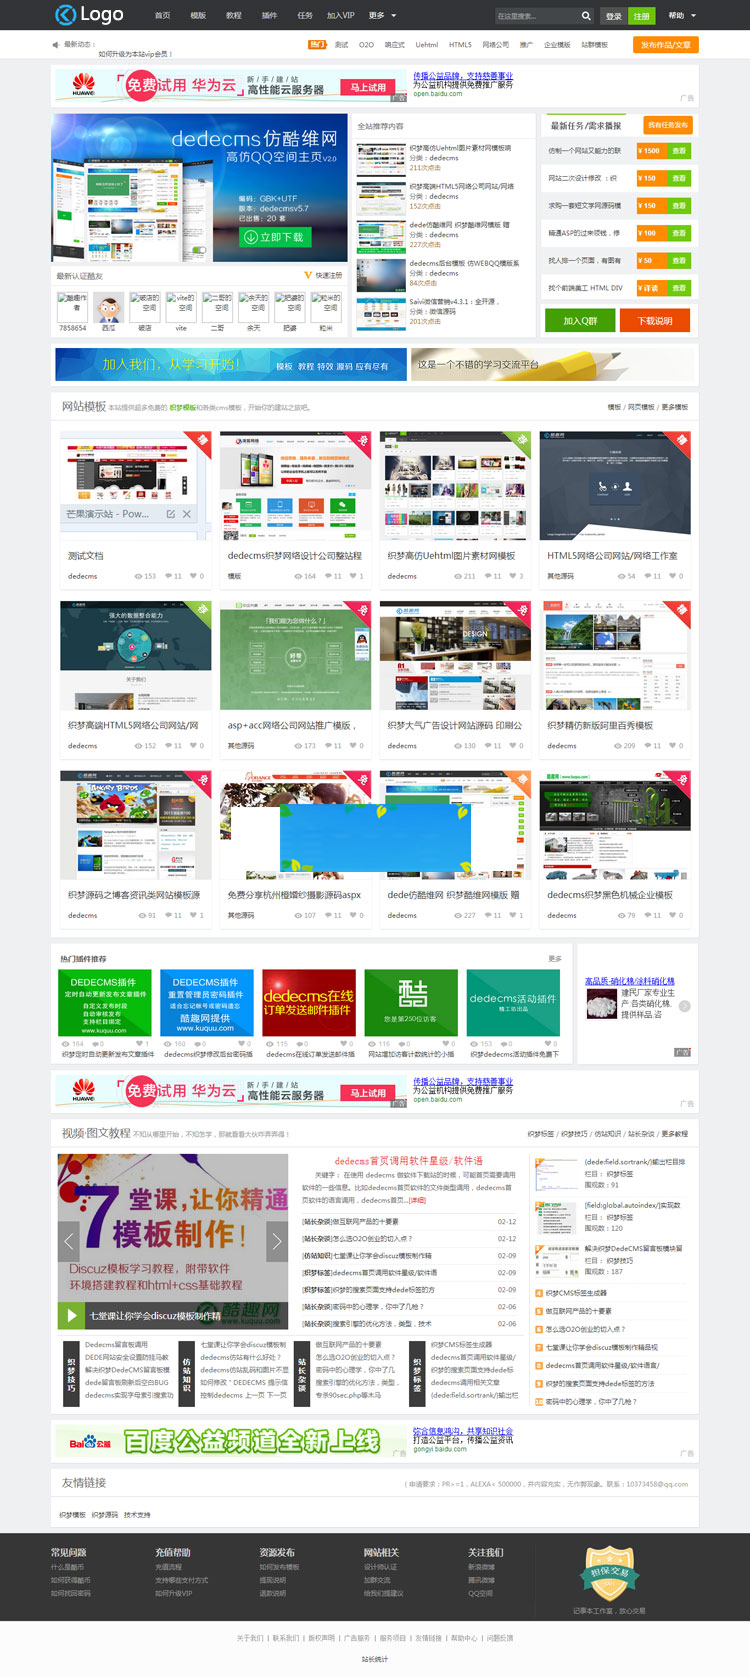 Logo
首页 模版 教程 插件 任务 加入VIP 更多
在这里搜索...
登录 注册 帮助
最新动态：
如何升级为本站vip会员！
热门 测试 O2O 响应式 Uehtml HTML5 网络公司 推广 企业模版 站群模板
发布作品/文章
HUAWEI
免费试用 华为云
新/手/建/站
高性能云服务器
马上试用
传播公益品牌，支持慈善事业
为公益机构提供免费推广服务
open.baidu.com
广告
dedecms仿酷维网
高仿QQ空间主页V2.0
编码：GBK+UTF
版本：dedecmsv5.7
已出售：20 套
立即下载
最新认证酷友
快速注册
7858654 西瓜 破店 vite 二哥 余天 肥婆 粒米
全站推荐内容
织梦高仿Uehtml图片素材网模板端
分类：dedecms
211次点击
织梦高端HTML5网络公司网站/网络
分类：dedecms
152次点击
dede仿酷维网 织梦酷维网模版 赠
分类：dedecms
227次点击
dedecms后台模版 仿WEBQQ模版系
分类：dedecms
84次点击
Saivi微信营销v4.3.1：全开源，
分类：微信源码
201次点击
最新任务/需求播报
我有任务发布
仿制一个网站又能力的联 ¥ 1500 查看
网站二次设计修改 ：织 ¥ 150 查看
求购一套短文学网源码模 ¥ 150 查看
精通ASP的过来领钱，修 ¥ 100 查看
找人排一个页面，有图有 ¥ 50 查看
找个前端美工 HTML DIV ¥ 详谈 查看
加入Q群 下载说明
加入我们，从学习开始！
模板 教程 特效 源码 应有尽有
这是一个不错的学习交流平台
网站模板 本站提供超多免费的 织梦模板和各类cms模板，开始你的建站之旅吧。
模板 / 网页模板 / 更多模板
芒果演示站 - Pow...
测试文档
dedecms 153 11 0
dedecms织梦网络设计公司整站程
模版 164 11 1
织梦高仿Uehtml图片素材网模板
dedecms 211 11 3
HTML5网络公司网站/网络工作室
其他源码 54 11 0
织梦高端HTML5网络公司网站/网
dedecms 152 11 0
asp+acc网络公司网站推广模版，
其他源码 173 11 0
织梦大气广告设计网站源码 印刷公
dedecms 130 11 0
织梦精仿新版阿里百秀模板
dedecms 209 11 0
织梦源码之博客资讯类网站模板源
dedecms 91 11 1
免费分享杭州橙婚纱摄影源码aspx
其他源码 107 11 0
dede仿酷维网 织梦酷维网模版 赠
dedecms 227 11 1
dedecms织梦黑色机械企业模板
dedecms 79 11 0
热门插件推荐
更多
DEDECMS插件
定时自动更新发布文章插件
自定义发布时段
自动审核发布
支持栏目绑定
www.kuquu.com
164 0 1
织梦定时自动更新发布文章插件
DEDECMS插件
重置管理员密码插件
适合忘记帐号或密码遗忘
酷趣网提供
www.kuquu.com
160 0 0
dedecms织梦修改后台密码插
dedecms在线
订单发送邮件插件
115 0 0
dedecms在线订单发送邮件插
酷
您是第250位访客
116 0 0
网站增加访客计数统计的小插
dedecms活动插件
精工坊出品
153 0 0
织梦dedecms活动插件免费下
高品质-硝化棉/涂料硝化棉
建民厂家专业生
产 各类硝化棉.
提供样品,咨
广告
HUAWEI
免费试用 华为云
新/手/建/站
高性能云服务器
马上试用
传播公益品牌，支持慈善事业
为公益机构提供免费推广服务
open.baidu.com
广告
视频·图文教程 不知从哪里开始，不知怎学，那就看看大伙咋弄弄得！
织梦标签 / 织梦技巧 / 仿站知识 / 站长杂谈 / 更多教程
7堂课,让你精通
模板制作!
Discuz模板学习教程，附带软件
环境搭建教程和html+css基础教程
七堂课让你学会discuz模板制作精
dedecms首页调用软件星级/软件语
关键字： 在使用 dedecms 做软件下载站的时候，可能首页需要调用
软件的一些信息。比如dedecms首页软件的文件类型调用，dedecms首
页软件的语言调用，dedecms首页...[详细]
[站长杂谈]做互联网产品的十要素 02-12
[站长杂谈]怎么选O2O创业的切入点？ 02-12
[仿站知识]七堂课让你学会discuz模板制作精 02-09
[织梦标签]dedecms首页调用软件星级/软件语 02-09
[织梦标签]织梦的搜索页面支持dede标签的方 02-09
[站长杂谈]密码中的心理学，你中了几枪？ 02-06
[站长杂谈]搜索引擎的优化方法，类型，技术 02-06
{dede:field.sortrank/}输出栏目排
栏目： 织梦标签
围观数：91
[field:global.autoindex/]实现数
栏目： 织梦标签
围观数：120
解决织梦DedeCMS留言板模块留
栏目： 织梦技巧
围观数：187
4 织梦CMS标签生成器
5 做互联网产品的十要素
6 怎么选O2O创业的切入点？
7 七堂课让你学会discuz模板制作精品视
8 dedecms首页调用软件星级/软件语言/
9 织梦的搜索页面支持dede标签的方法
10 密码中的心理学，你中了几枪？
织梦技巧
Dedecms留言板调用
DEDE网站安全设置防挂马教
解决织梦DedeCMS留言板模
dede留言板刷新后空白BUG
dedecms实现字母索引搜索功
仿站知识
七堂课让你学会discuz模板制
dedecms仿站有什么好处？
dedecms仿站乱码和图片不显
如何修改 " DEDECMS 提示信
控制dedecms 上一页 下一页
站长杂谈
做互联网产品的十要素
怎么选O2O创业的切入点？
密码中的心理学，你中了几
搜索引擎的优化方法，类型，
专杀90sec.php等木马
织梦标签
织梦CMS标签生成器
dedecms首页调用软件星级/
织梦的搜索页面支持dede标
dedecms调用相关文章
{dede:field.sortrank/}输出栏
Baidu公益 百度公益频道全新上线
弥合信息鸿沟，共享知识社会
打造公益平台，传播公益资讯
gongyi.baidu.com
广告
友情链接
（ 申请要求：PR>=1，ALEXA< 500000，并内容充实，无作弊现象。联系：10373458@qq.com
织梦模板 织梦源码 技术支持
常见问题 充值帮助 资源发布 网站相关 关注我们
什么是酷币 充值流程 如何发布模板 设计师认证 新浪微博
如何获得酷币 支持哪些支付方式 提现说明 加群交流 腾讯微博
如何找回密码 如何升级VIP 退款说明 给我们提建议 QQ空间
担保交易
记事本工作室，放心交易
关于我们 | 联系我们 | 版权声明 | 广告服务 | 服务项目 | 友情链接 | 帮助中心 | 问题反馈
站长统计